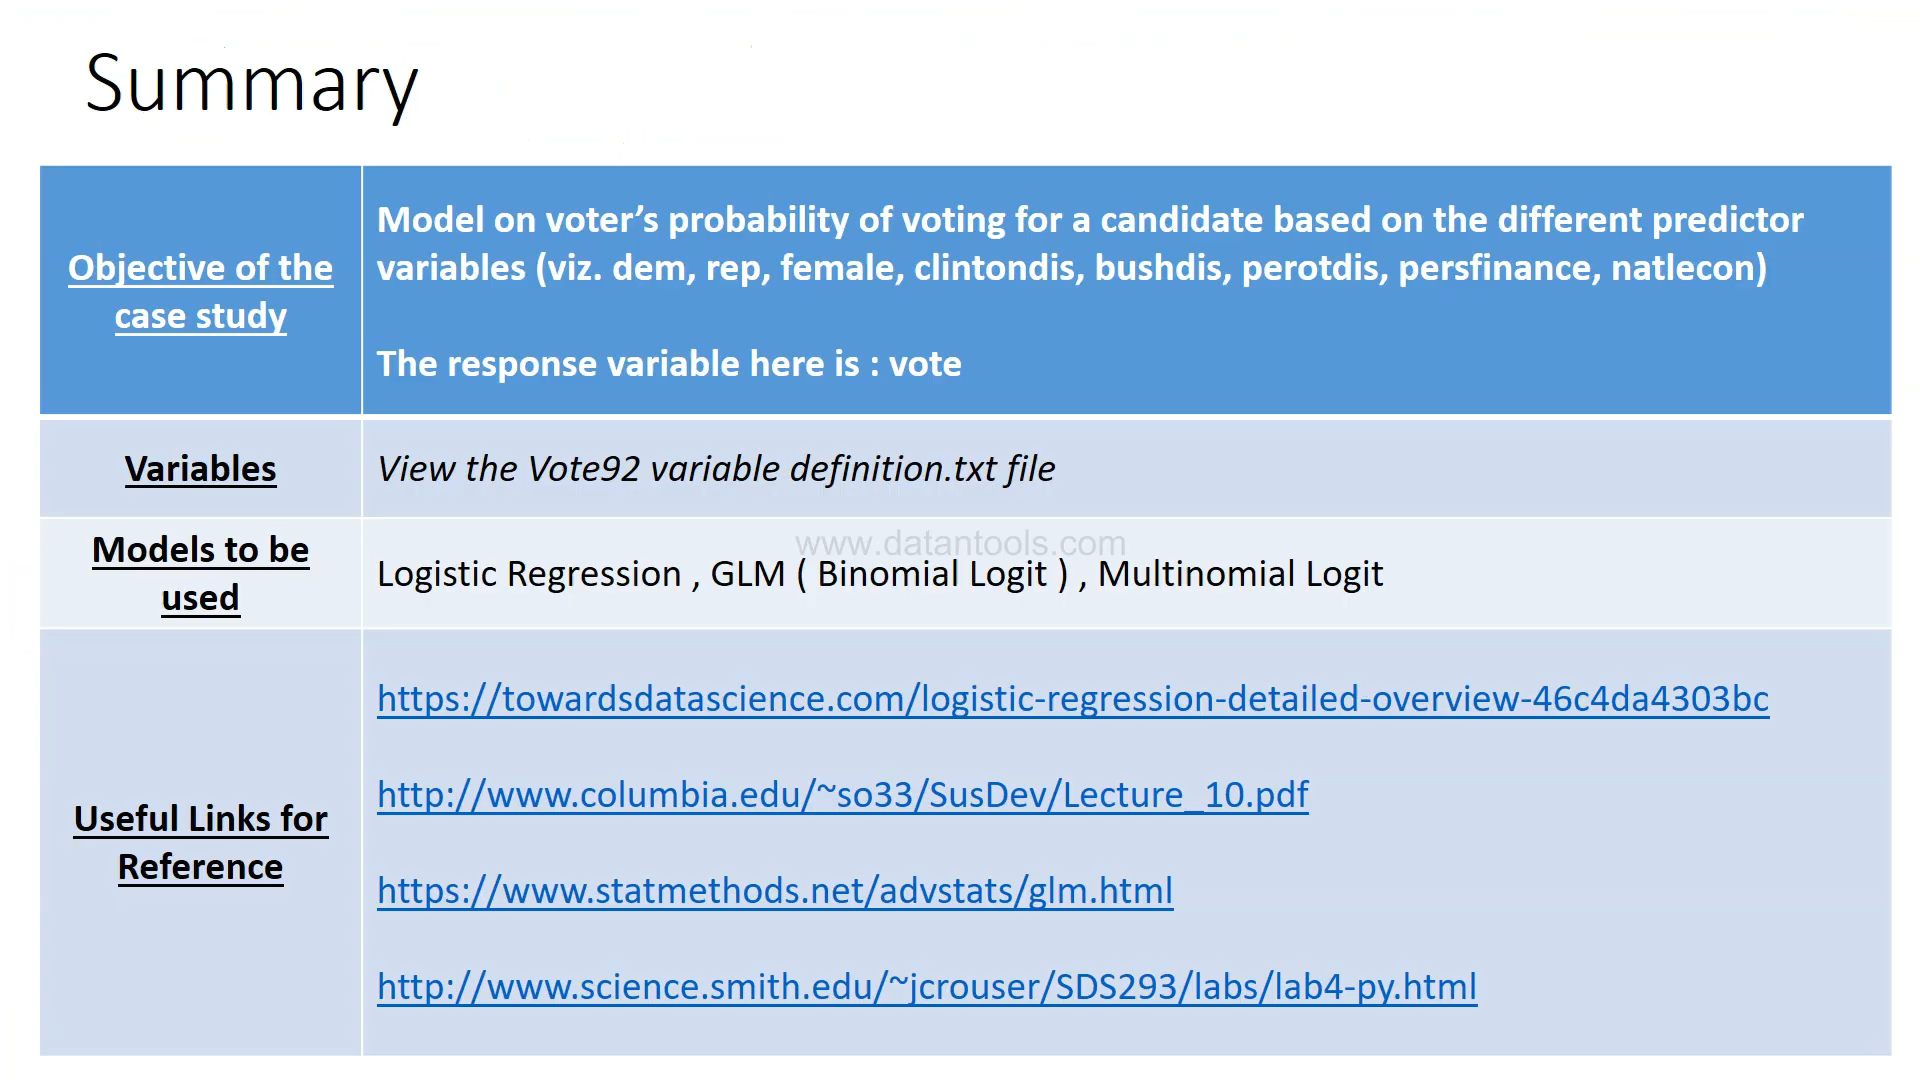 Summary
Objective of the
case study
Model on voter’s probability of voting for a candidate based on the different predictor
variables (viz. dem, rep, female, clintondis, bushdis, perotdis, persfinance, natlecon)
The response variable here is : vote
Variables
View the Vote92 variable definition.txt file
Models to be
used
www.datantools.com
Logistic Regression , GLM ( Binomial Logit ) , Multinomial Logit
Useful Links for
Reference
https://towardsdatascience.com/logistic-regression-detailed-overview-46c4da4303bc
http://www.columbia.edu/~so33/SusDev/Lecture_10.pdf
https://www.statmethods.net/advstats/glm.html
http://www.science.smith.edu/~jcrouser/SDS293/labs/lab4-py.html